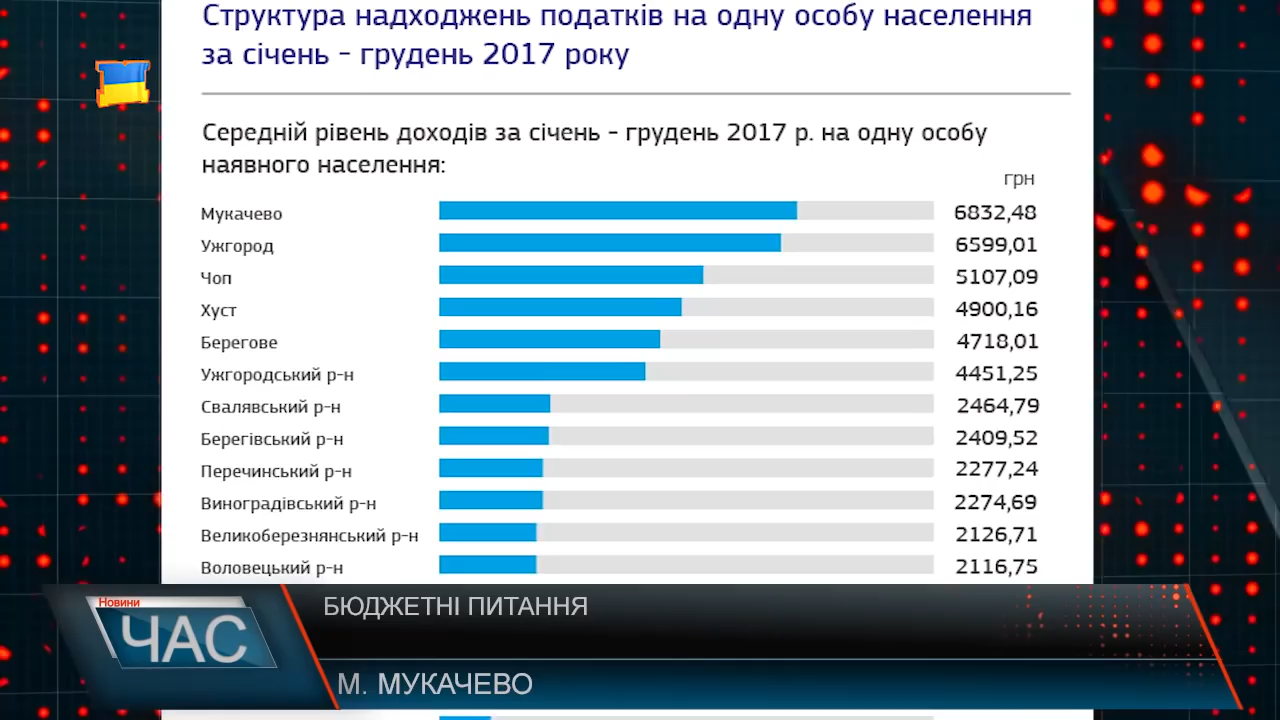 Структура надходжень податків на одну особу населення
за січень - грудень 2017 року
Середній рівень доходів за січень - грудень 2017 р. на одну особу
наявного населення:
грн
Мукачево 6832,48
Ужгород 6599,01
Чоп 5107,09
Хуст 4900,16
Берегове 4718,01
Ужгородський р-н 4451,25
Свалявський р-н 2464,79
Берегівський р-н 2409,52
Перечинський р-н 2277,24
Виноградівський р-н 2274,69
Великоберезнянський р-н 2126,71
Воловецький р-н 2116,75
Новини
ЧАС
БЮДЖЕТНІ ПИТАННЯ
М. МУКАЧЕВО